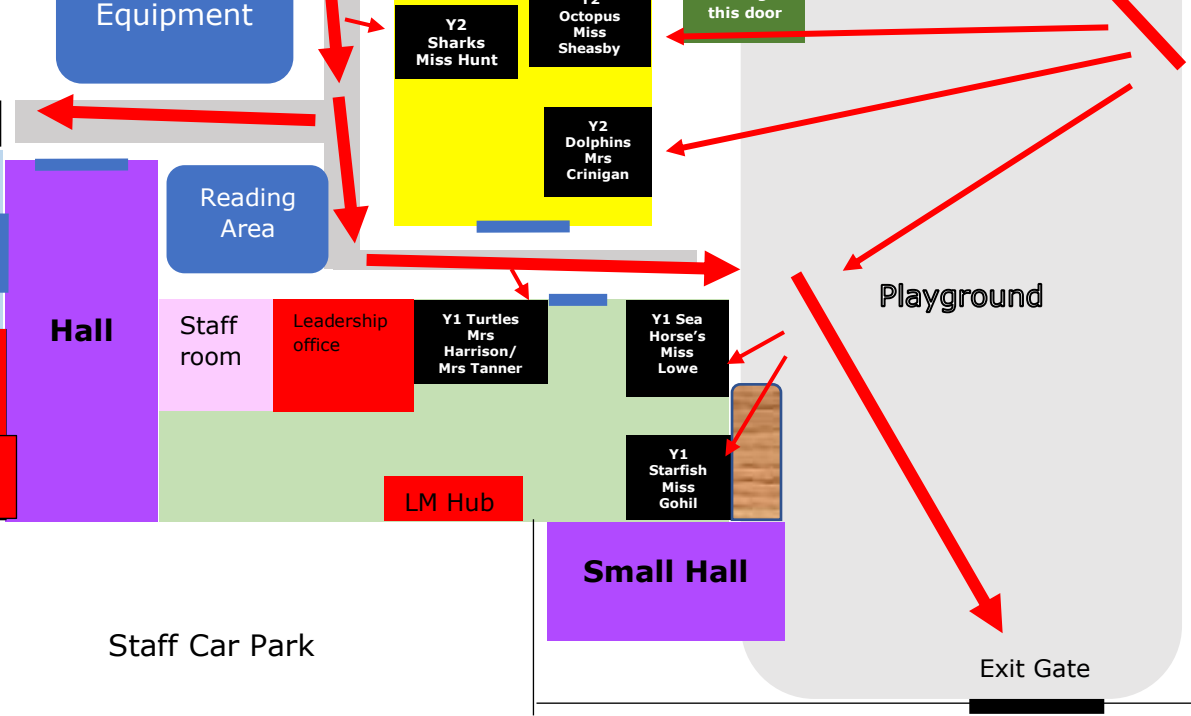 Equipment
Y2
Sharks
Miss Hunt
Octopus
Miss
Sheasby
this door
Y2
Dolphins
Mrs
Crinigan
Reading
Area
Playground
Hall
Staff
room
Leadership
office
Y1 Turtles
Mrs
Harrison/
Mrs Tanner
Y1 Sea
Horse’s
Miss
Lowe
Y1
Starfish
Miss
Gohil
LM Hub
Small Hall
Staff Car Park
Exit Gate